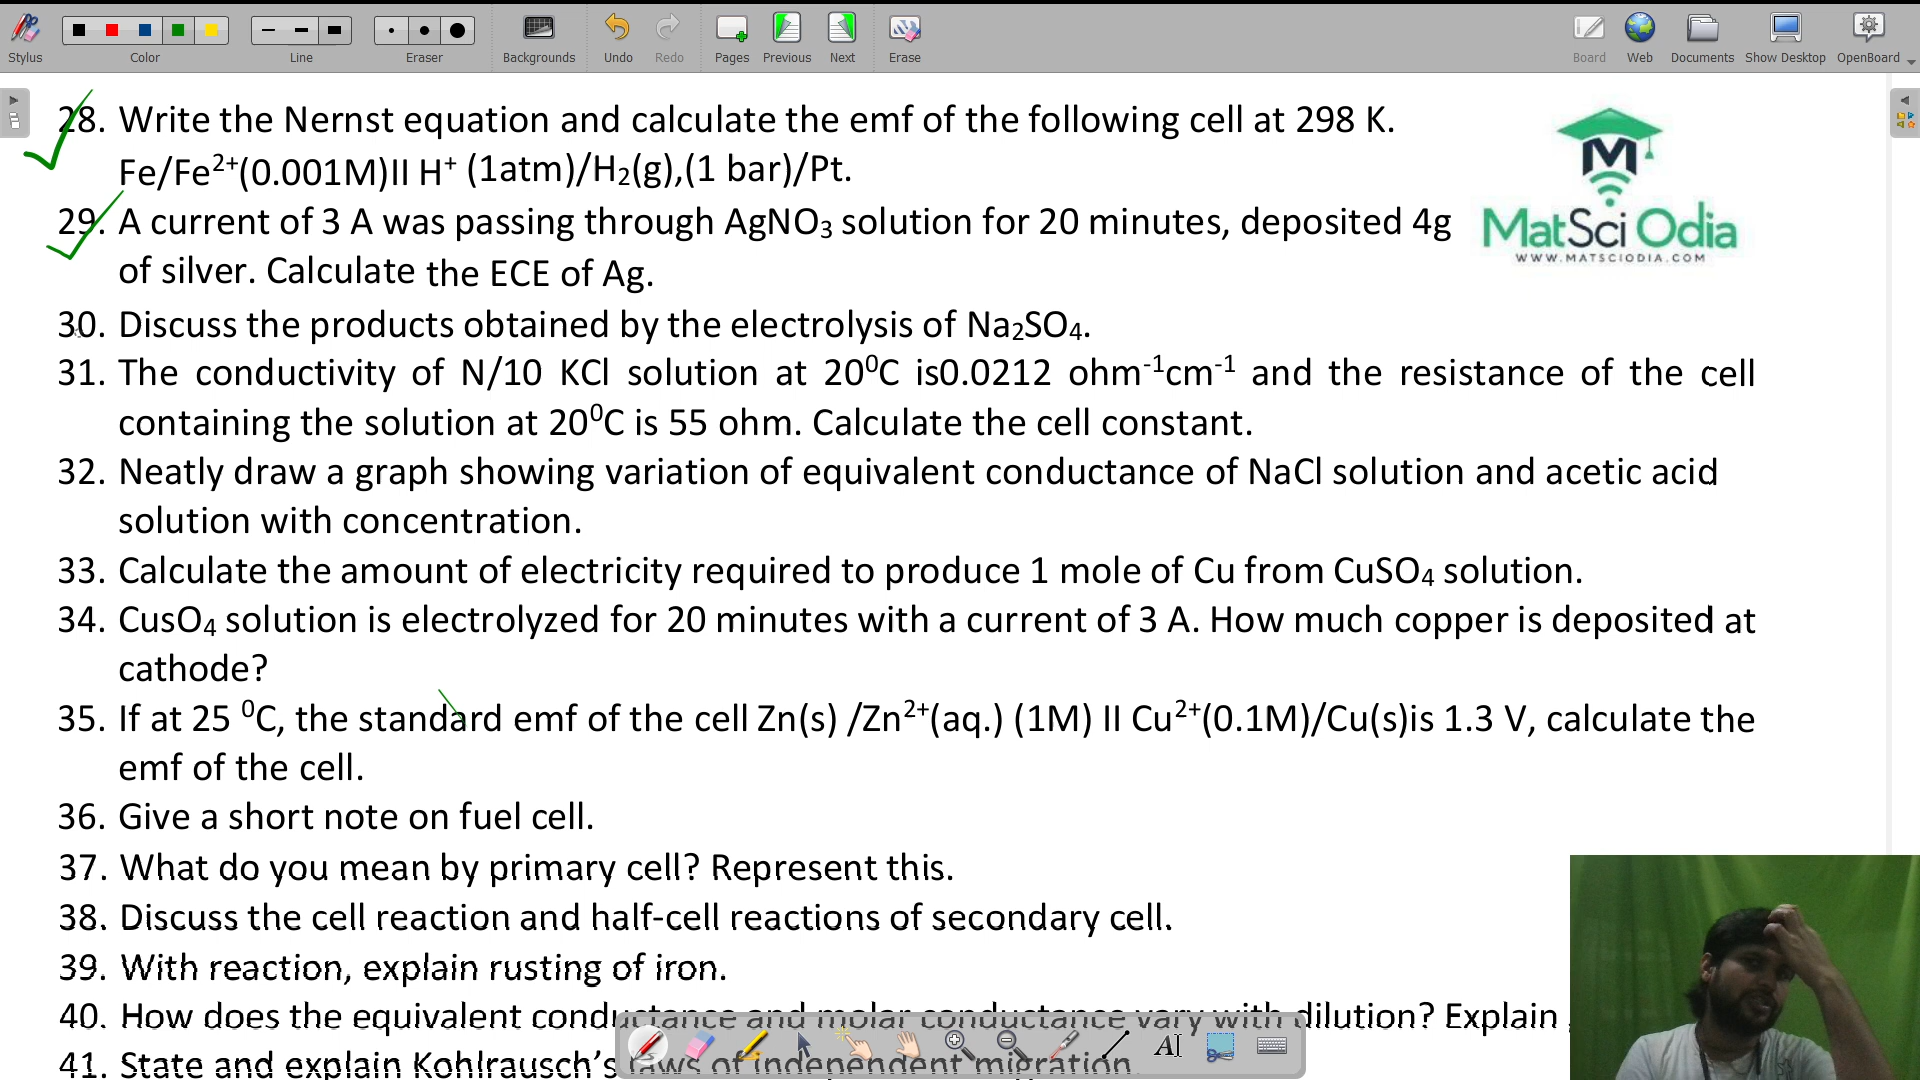 Stylus
Color
Line
Eraser
Backgrounds
Undo
Redo
Pages
Previous
Next
Erase
Board
Web
Documents
Show Desktop
OpenBoard
28. Write the Nernst equation and calculate the emf of the following cell at 298 K.
Fe/Fe²⁺(0.001M)II H⁺ (1atm)/H₂(g),(1 bar)/Pt.
29. A current of 3 A was passing through AgNO₃ solution for 20 minutes, deposited 4g
of silver. Calculate the ECE of Ag.
M
MatSci Odia
WWW.MATSCIODIA.COM
30. Discuss the products obtained by the electrolysis of Na₂SO₄.
31. The conductivity of N/10 KCl solution at 20⁰C is0.0212 ohm⁻¹cm⁻¹ and the resistance of the cell
containing the solution at 20⁰C is 55 ohm. Calculate the cell constant.
32. Neatly draw a graph showing variation of equivalent conductance of NaCl solution and acetic acid
solution with concentration.
33. Calculate the amount of electricity required to produce 1 mole of Cu from CuSO₄ solution.
34. CusO₄ solution is electrolyzed for 20 minutes with a current of 3 A. How much copper is deposited at
cathode?
35. If at 25 ⁰C, the standard emf of the cell Zn(s) /Zn²⁺(aq.) (1M) II Cu²⁺(0.1M)/Cu(s)is 1.3 V, calculate the
emf of the cell.
36. Give a short note on fuel cell.
37. What do you mean by primary cell? Represent this.
38. Discuss the cell reaction and half-cell reactions of secondary cell.
39. With reaction, explain rusting of iron.
40. How does the equivalent conductance and molar conductance vary with dilution? Explain
41. State and explain Kohlrausch's laws of independent migration.